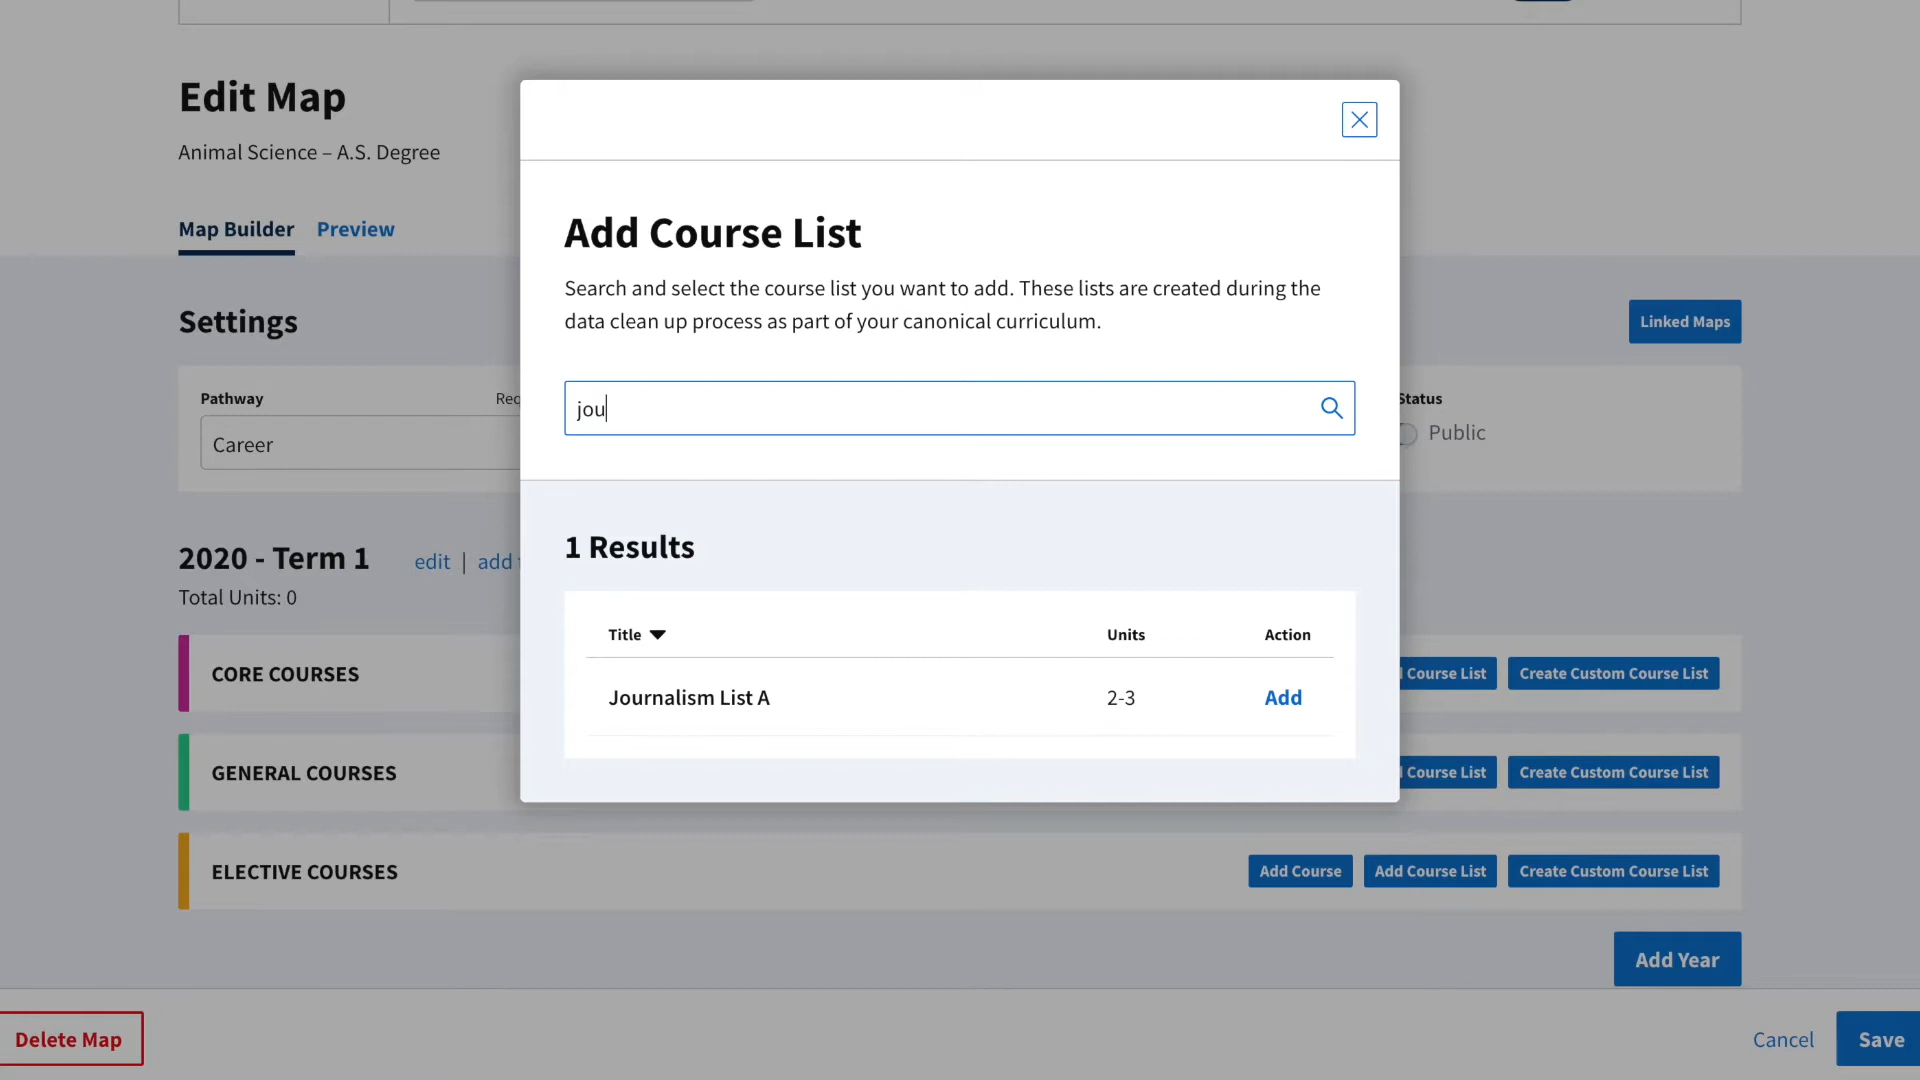 Edit Map
Animal Science – A.S. Degree
Map Builder
Preview
Settings
Linked Maps
Pathway
Career
Status
Public
2020 - Term 1
edit | add
Total Units: 0
CORE COURSES
Course List
Create Custom Course List
GENERAL COURSES
Course List
Create Custom Course List
ELECTIVE COURSES
Add Course
Add Course List
Create Custom Course List
Add Year
Delete Map
Cancel
Save
Add Course List
Search and select the course list you want to add. These lists are created during the
data clean up process as part of your canonical curriculum.
jou
1 Results
Title
Units
Action
Journalism List A
2-3
Add